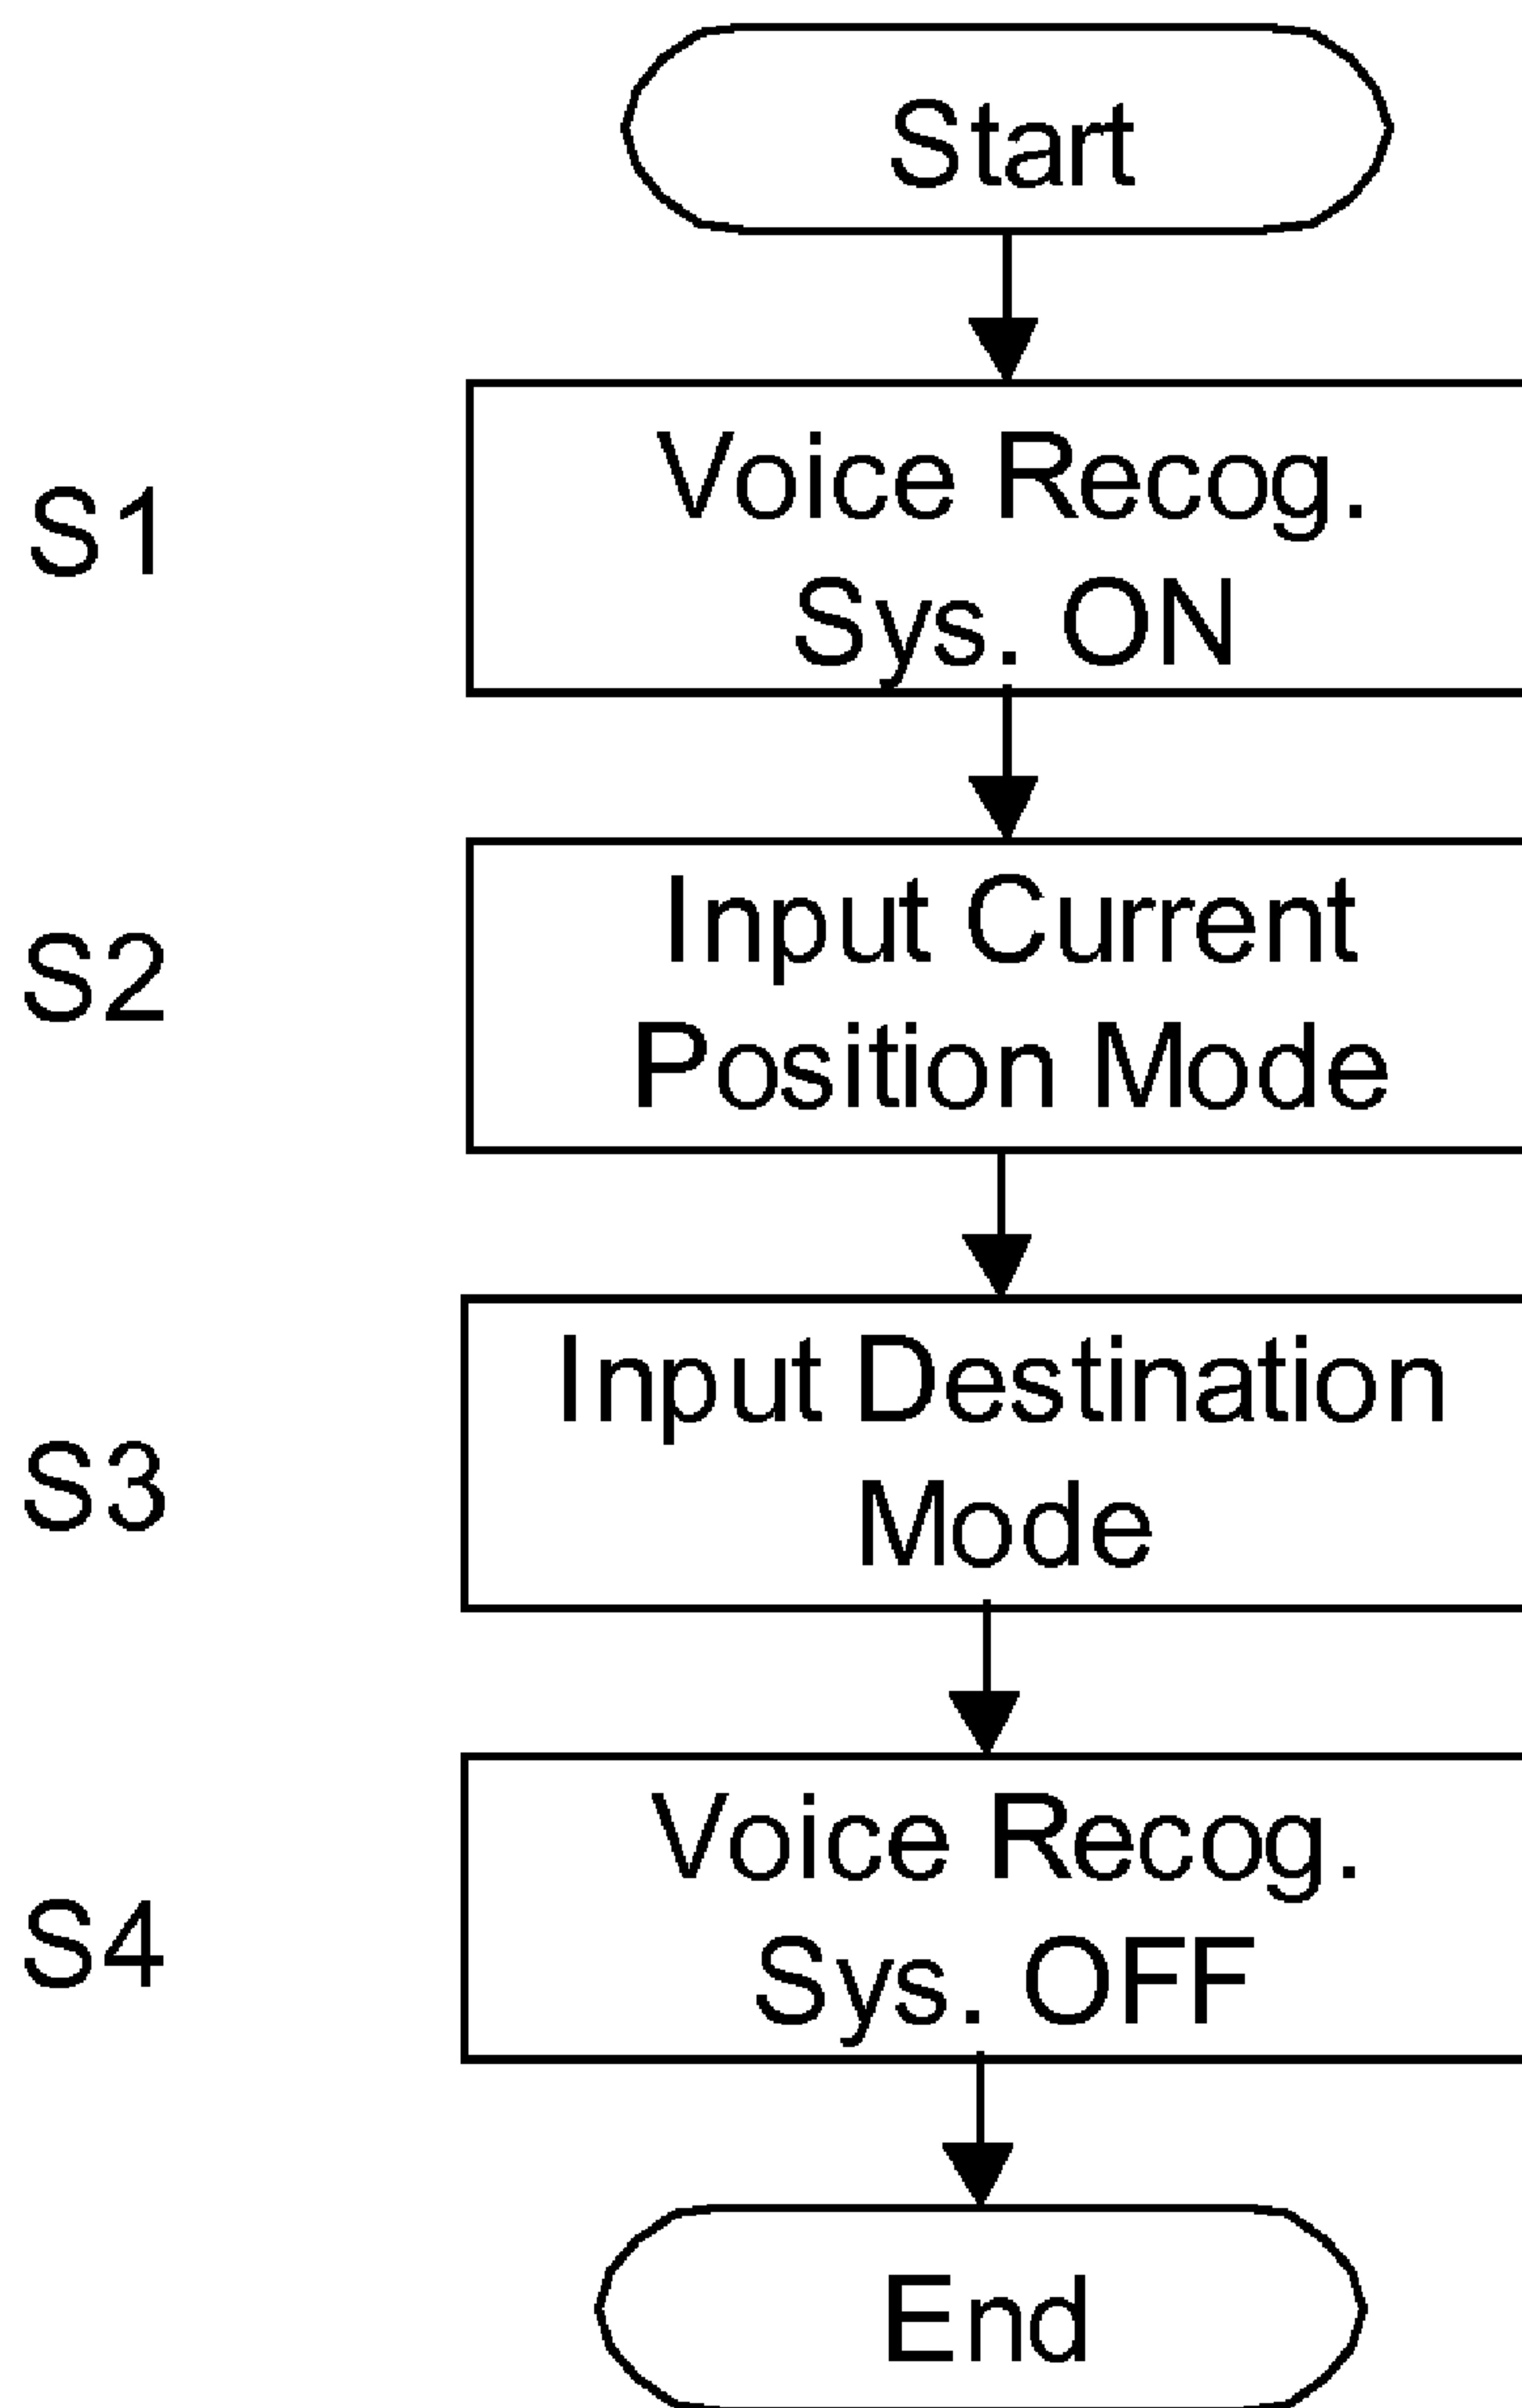 Start
S1
Voice Recog.
Sys. ON
S2
Input Current
Position Mode
S3
Input Destination
Mode
S4
Voice Recog.
Sys. OFF
End